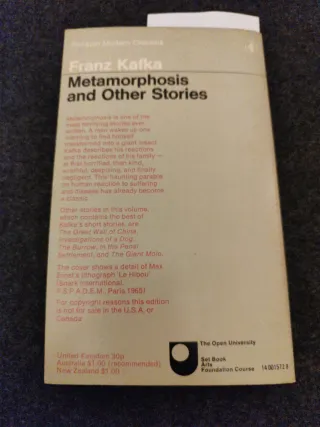 Penguin Modern Classics
Franz Kafka
Metamorphosis
and Other Stories
Metamorphosis is one of the
most terrifying stories ever
written. A man wakes up one
morning to find himself
transformed into a giant insect.
Kafka describes his reactions
and the reactions of his family –
at first horrified, then kind,
wrathful, despising, and finally
negligent. This haunting parable
on human reaction to suffering
and disease has already become
a classic.
Other stories in this volume,
which contains the best of
Kafka's short stories, are
The Great Wall of China,
Investigations of a Dog,
The Burrow, In the Penal
Settlement, and The Giant Mole.
The cover shows a detail of Max
Ernst's lithograph 'Le Hibou'
International,
S.P.A.D.E.M., Paris 1965)
For copyright reasons this edition
is not for sale in the U.S.A. or
Canada
United Kingdom 30p
Australia (recommended)
New Zealand
The Open University
Set Book
Arts
Foundation Course
14 001572 8